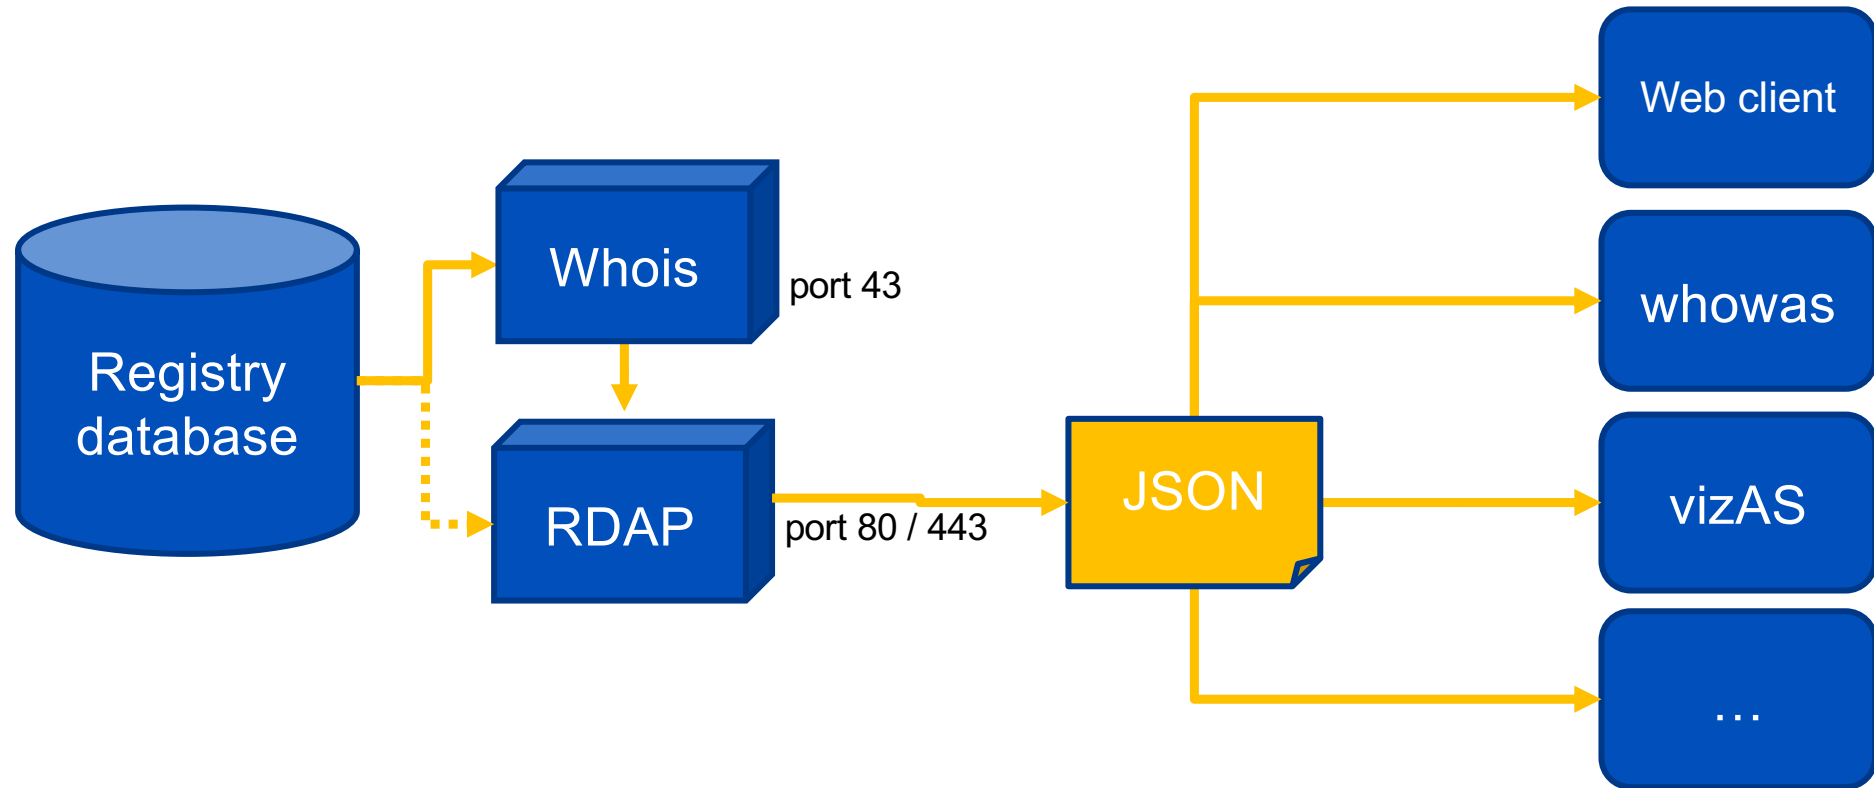 Registry
database
Whois
port 43
RDAP
port 80 / 443
JSON
Web client
whowas
vizAS
...